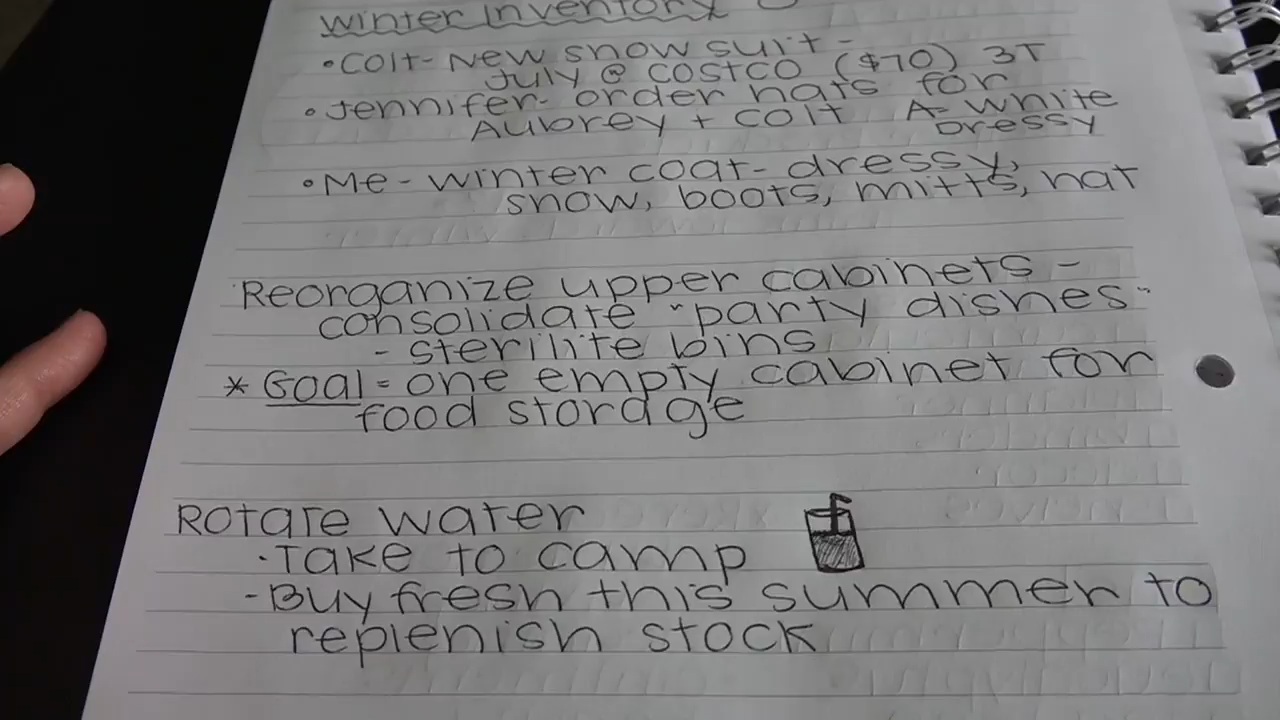 Winter Inventory
• Colt - New snow suit -
July @ Costco ($70) 3T
• Jennifer - order hats for
Aubrey + Colt A = White
Dressy
• Me - winter coat - dressy,
snow, boots, mitts, hat
Reorganize upper cabinets -
consolidate "party dishes"
- sterilite bins
* Goal = one empty cabinet for
food storage
Rotate water
• Take to camp
- Buy fresh this summer to
replenish stock